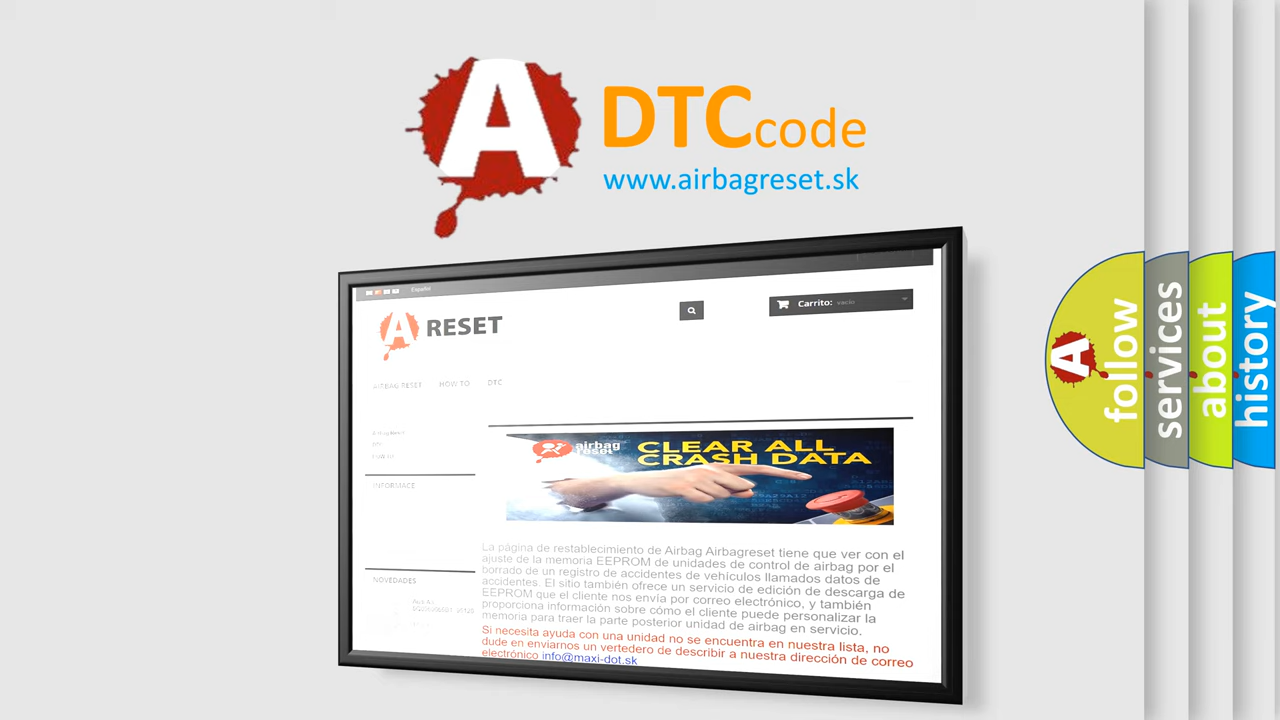 A DTCcode
www.airbagreset.sk
Español
A RESET
Carrito: vacío
AIRBAG RESET HOW TO DTC
INFORMACE
airbag
reset
CLEAR ALL
CRASH DATA
La página de restablecimiento de Airbag Airbagreset tiene que ver con el
ajuste de la memoria EEPROM de unidades de control de airbag por el
borrado de un registro de accidentes de vehículos llamados datos de
accidentes. El sitio también ofrece un servicio de edición de descarga de
EEPROM que el cliente nos envía por correo electrónico, y también
proporciona información sobre cómo el cliente puede personalizar la
memoria para traer la parte posterior unidad de airbag en servicio.
Si necesita ayuda con una unidad no se encuentra en nuestra lista, no
dude en enviarnos un vertedero de describir a nuestra dirección de correo
electrónico info@maxi-dot.sk
NOVEDADES
A
follow
services
about
history